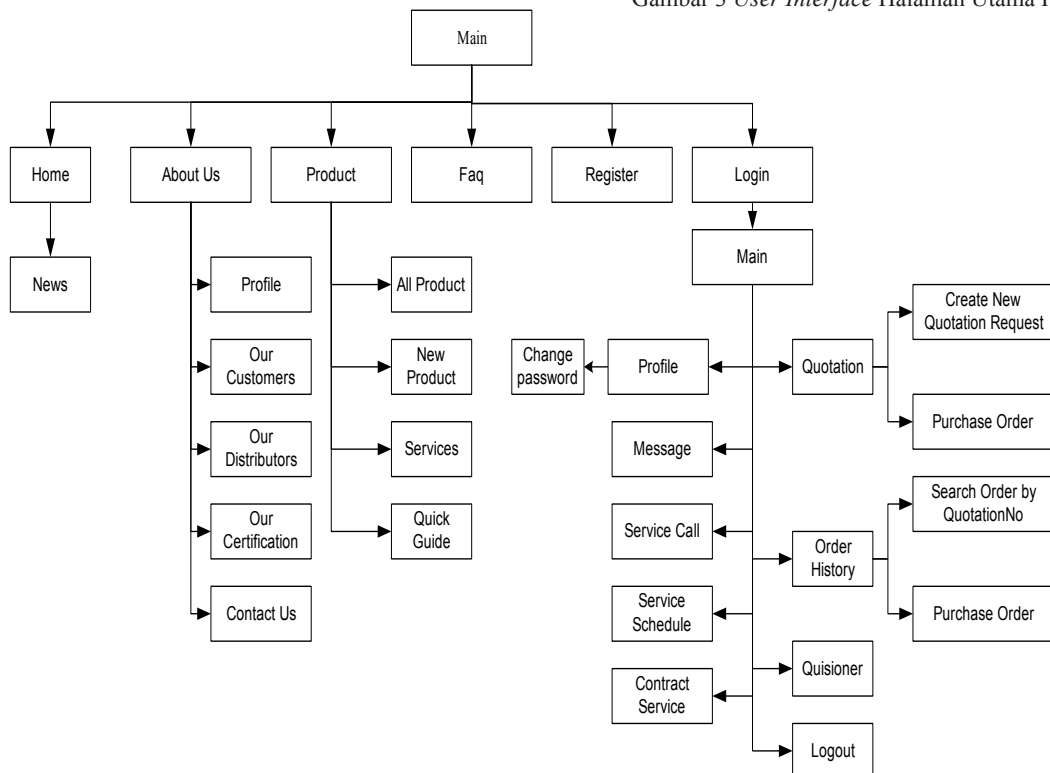 Gambar 3 User Interface Halaman Utama
Main
Home
About Us
Product
Faq
Register
Login
News
Main
Profile
All Product
Create New
Quotation Request
Our
Customers
New
Product
Change
password
Profile
Quotation
Our
Distributors
Services
Message
Purchase Order
Our
Certification
Quick
Guide
Service Call
Order
History
Search Order by
QuotationNo
Contact Us
Service
Schedule
Purchase Order
Contract
Service
Quisioner
Logout